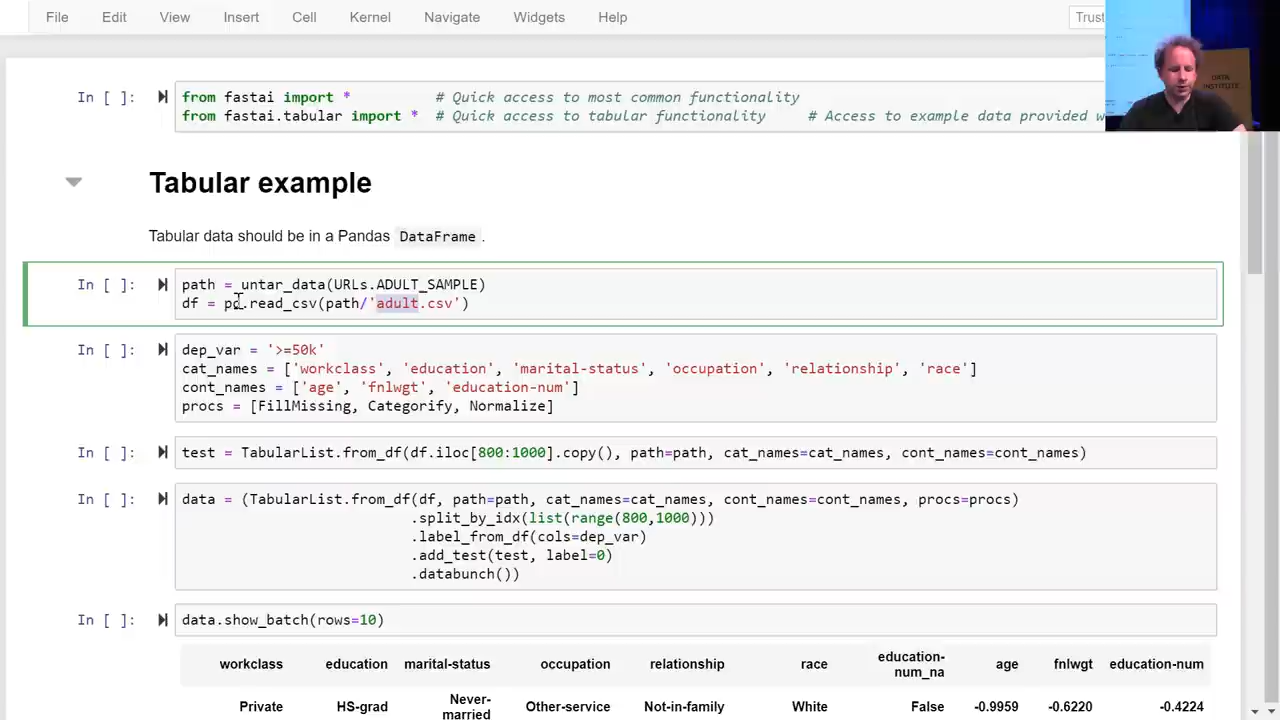 File Edit View Insert Cell Kernel Navigate Widgets Help Trust
DATA
INSTITUTE
In [ ]: from fastai import * # Quick access to most common functionality
from fastai.tabular import * # Quick access to tabular functionality # Access to example data provided w
Tabular example
Tabular data should be in a Pandas DataFrame .
In [ ]: path = untar_data(URLs.ADULT_SAMPLE)
df = pd.read_csv(path/'adult.csv')
In [ ]: dep_var = '>=50k'
cat_names = ['workclass', 'education', 'marital-status', 'occupation', 'relationship', 'race']
cont_names = ['age', 'fnlwgt', 'education-num']
procs = [FillMissing, Categorify, Normalize]
In [ ]: test = TabularList.from_df(df.iloc[800:1000].copy(), path=path, cat_names=cat_names, cont_names=cont_names)
In [ ]: data = (TabularList.from_df(df, path=path, cat_names=cat_names, cont_names=cont_names, procs=procs)
.split_by_idx(list(range(800,1000)))
.label_from_df(cols=dep_var)
.add_test(test, label=0)
.databunch())
In [ ]: data.show_batch(rows=10)
workclass education marital-status occupation relationship race education-num_na age fnlwgt education-num
Private HS-grad Never-married Other-service Not-in-family White False -0.9959 -0.6220 -0.4224